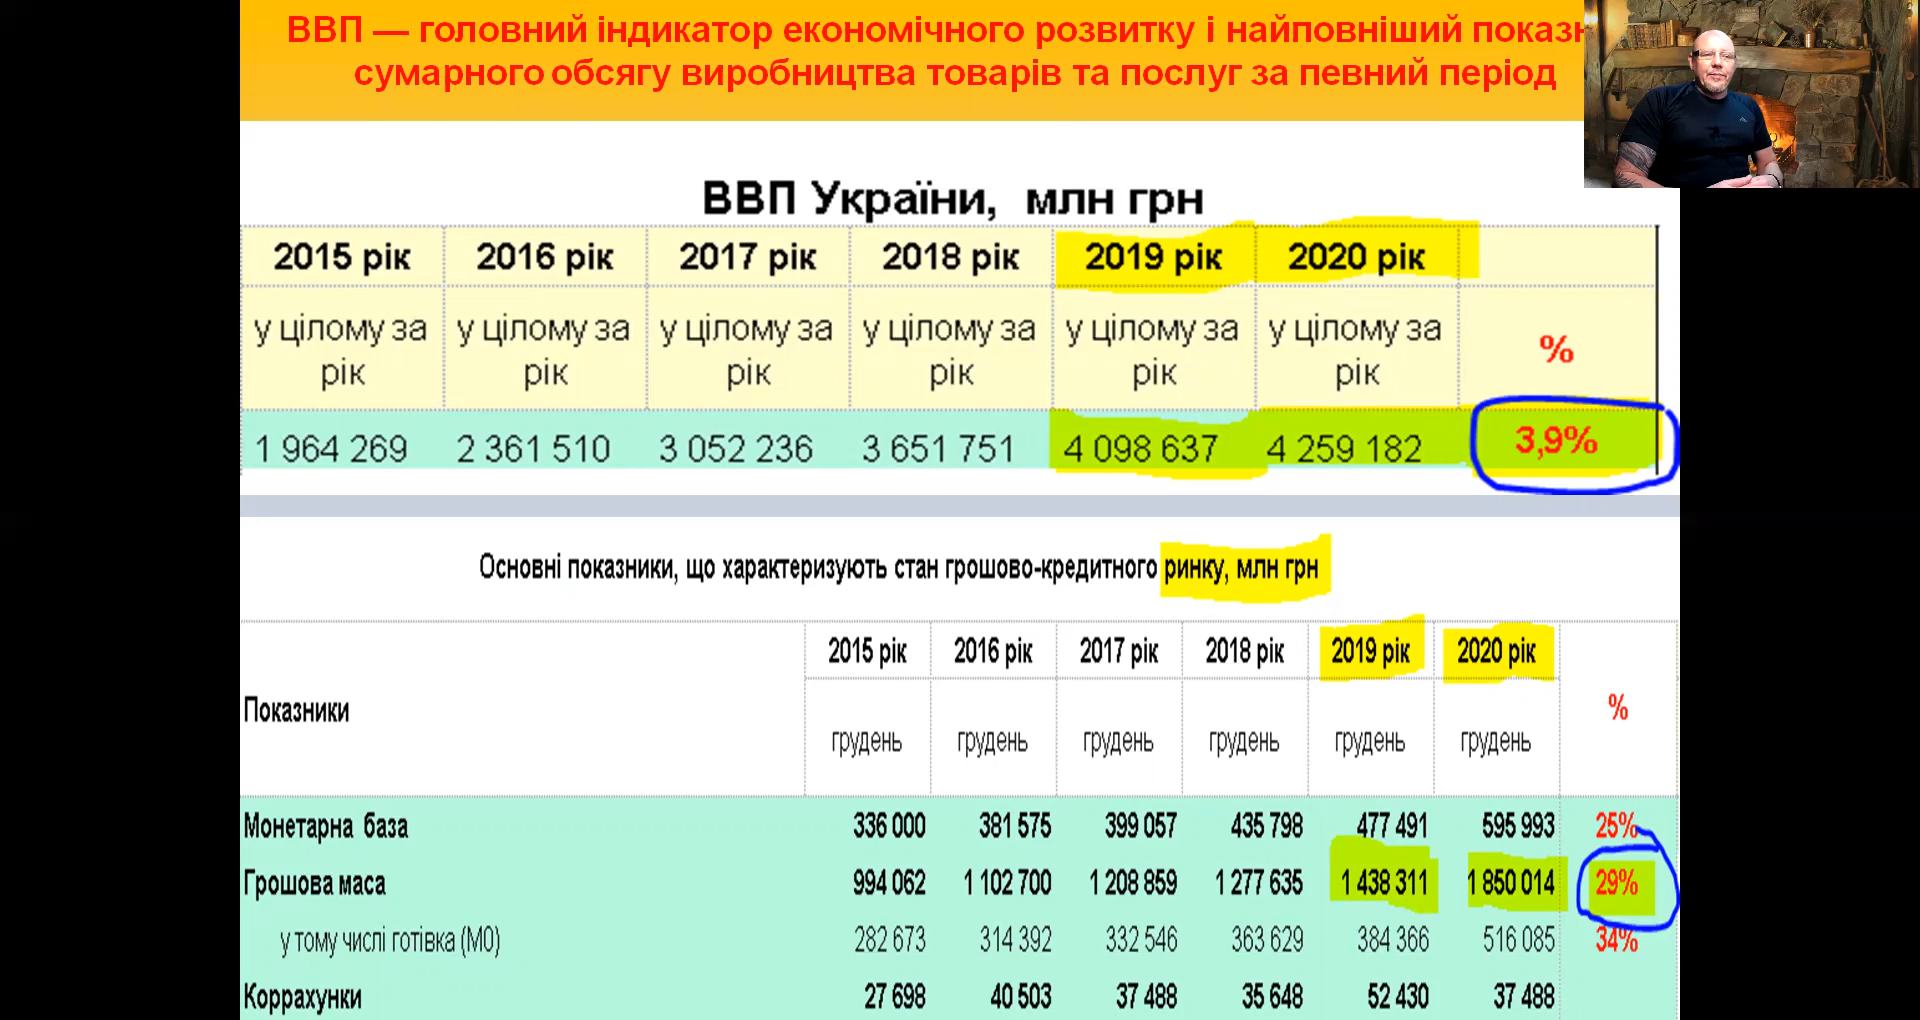 ВВП — головний індикатор економічного розвитку і найповніший показн
сумарного обсягу виробництва товарів та послуг за певний період
ВВП України, млн грн
2015 рік 2016 рік 2017 рік 2018 рік 2019 рік 2020 рік
у цілому за рік у цілому за рік у цілому за рік у цілому за рік у цілому за рік у цілому за рік %
1 964 269 2 361 510 3 052 236 3 651 751 4 098 637 4 259 182 3,9%
Основні показники, що характеризують стан грошово-кредитного ринку, млн грн
Показники 2015 рік 2016 рік 2017 рік 2018 рік 2019 рік 2020 рік %
грудень грудень грудень грудень грудень грудень
Монетарна база 336 000 381 575 399 057 435 798 477 491 595 993 25%
Грошова маса 994 062 1 102 700 1 208 859 1 277 635 1 438 311 1 850 014 29%
у тому числі готівка (М0) 282 673 314 392 332 546 363 629 384 366 516 085 34%
Коррахунки 27 698 40 503 37 488 35 648 52 430 37 488